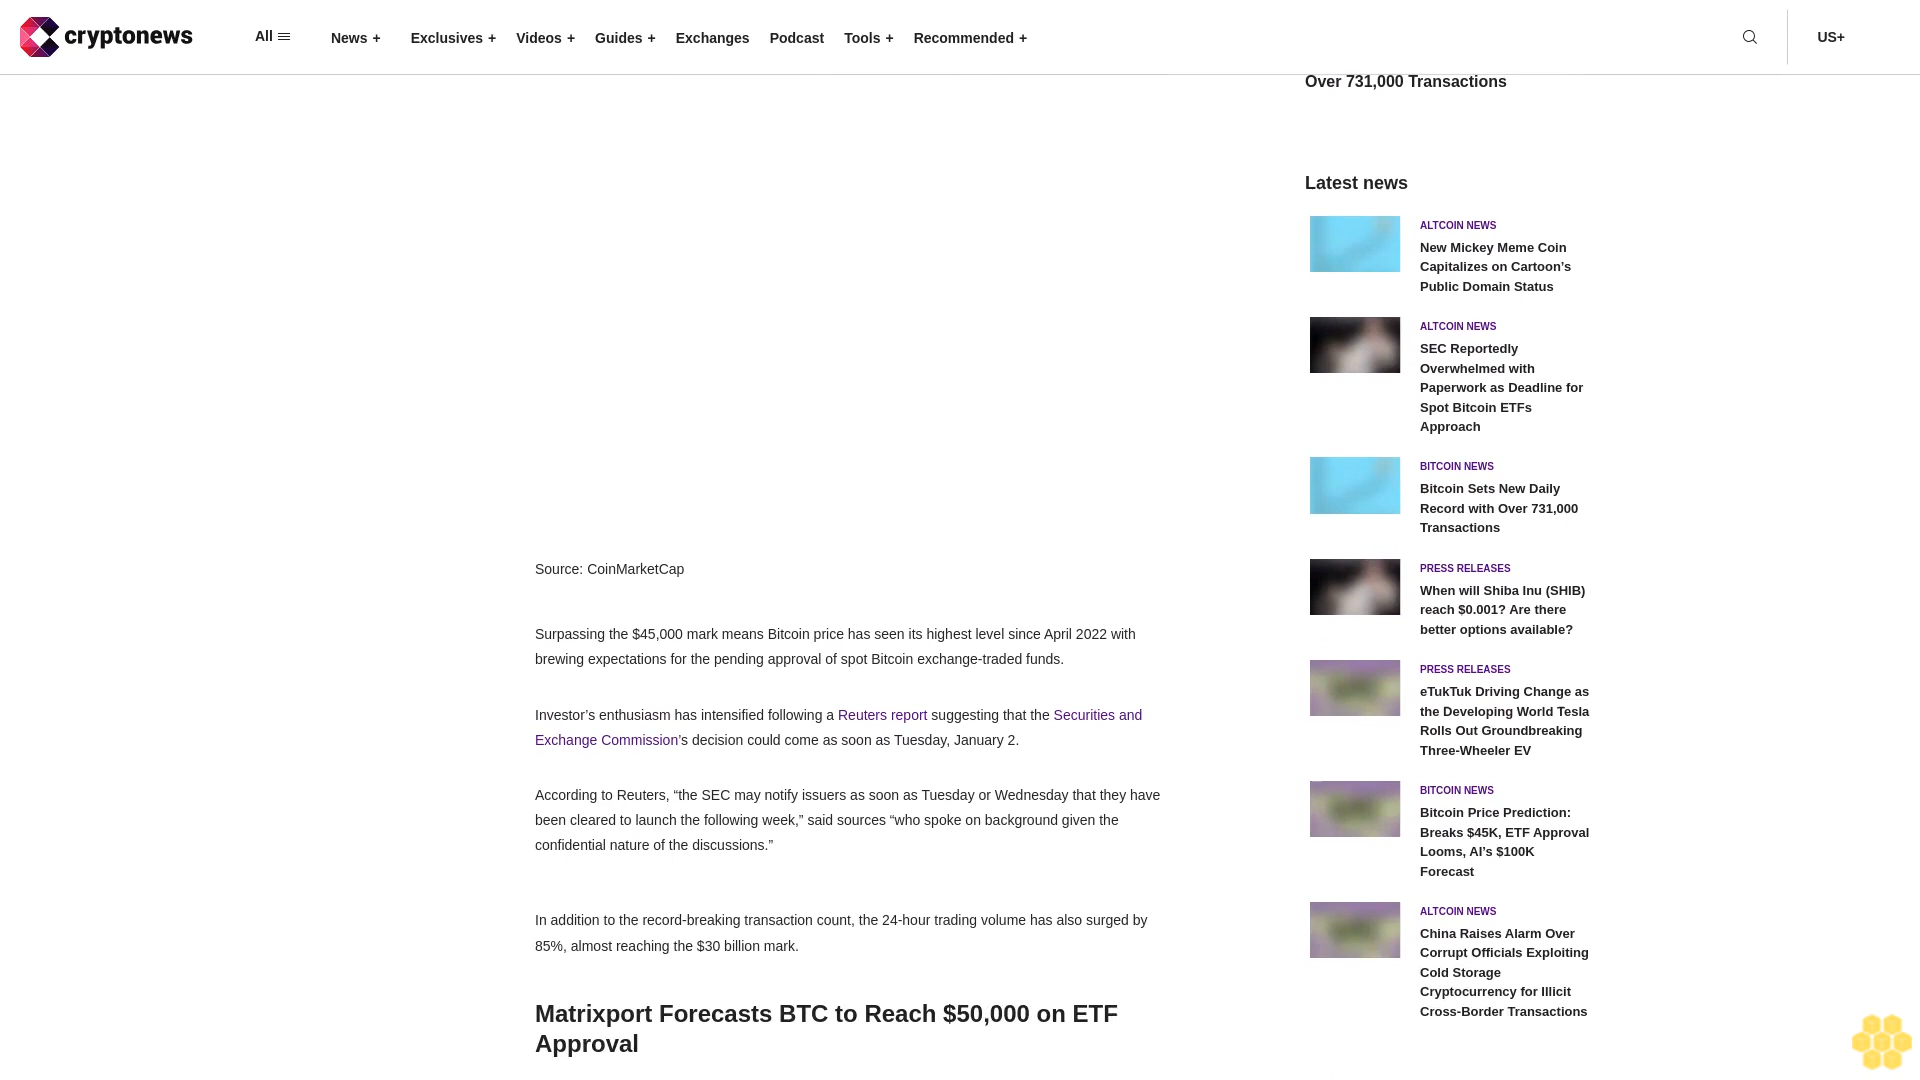 cryptonews
All
News +
Exclusives +
Videos +
Guides +
Exchanges
Podcast
Tools +
Recommended +
US+
Over 731,000 Transactions
Source: CoinMarketCap
Surpassing the $45,000 mark means Bitcoin price has seen its highest level since April 2022 with
brewing expectations for the pending approval of spot Bitcoin exchange-traded funds.
Investor’s enthusiasm has intensified following a Reuters report suggesting that the Securities and
Exchange Commission’s decision could come as soon as Tuesday, January 2.
According to Reuters, “the SEC may notify issuers as soon as Tuesday or Wednesday that they have
been cleared to launch the following week,” said sources “who spoke on background given the
confidential nature of the discussions.”
In addition to the record-breaking transaction count, the 24-hour trading volume has also surged by
85%, almost reaching the $30 billion mark.
Matrixport Forecasts BTC to Reach $50,000 on ETF
Approval
Latest news
ALTCOIN NEWS
New Mickey Meme Coin
Capitalizes on Cartoon’s
Public Domain Status
ALTCOIN NEWS
SEC Reportedly
Overwhelmed with
Paperwork as Deadline for
Spot Bitcoin ETFs
Approach
BITCOIN NEWS
Bitcoin Sets New Daily
Record with Over 731,000
Transactions
PRESS RELEASES
When will Shiba Inu (SHIB)
reach $0.001? Are there
better options available?
PRESS RELEASES
eTukTuk Driving Change as
the Developing World Tesla
Rolls Out Groundbreaking
Three-Wheeler EV
BITCOIN NEWS
Bitcoin Price Prediction:
Breaks $45K, ETF Approval
Looms, AI’s $100K
Forecast
ALTCOIN NEWS
China Raises Alarm Over
Corrupt Officials Exploiting
Cold Storage
Cryptocurrency for Illicit
Cross-Border Transactions